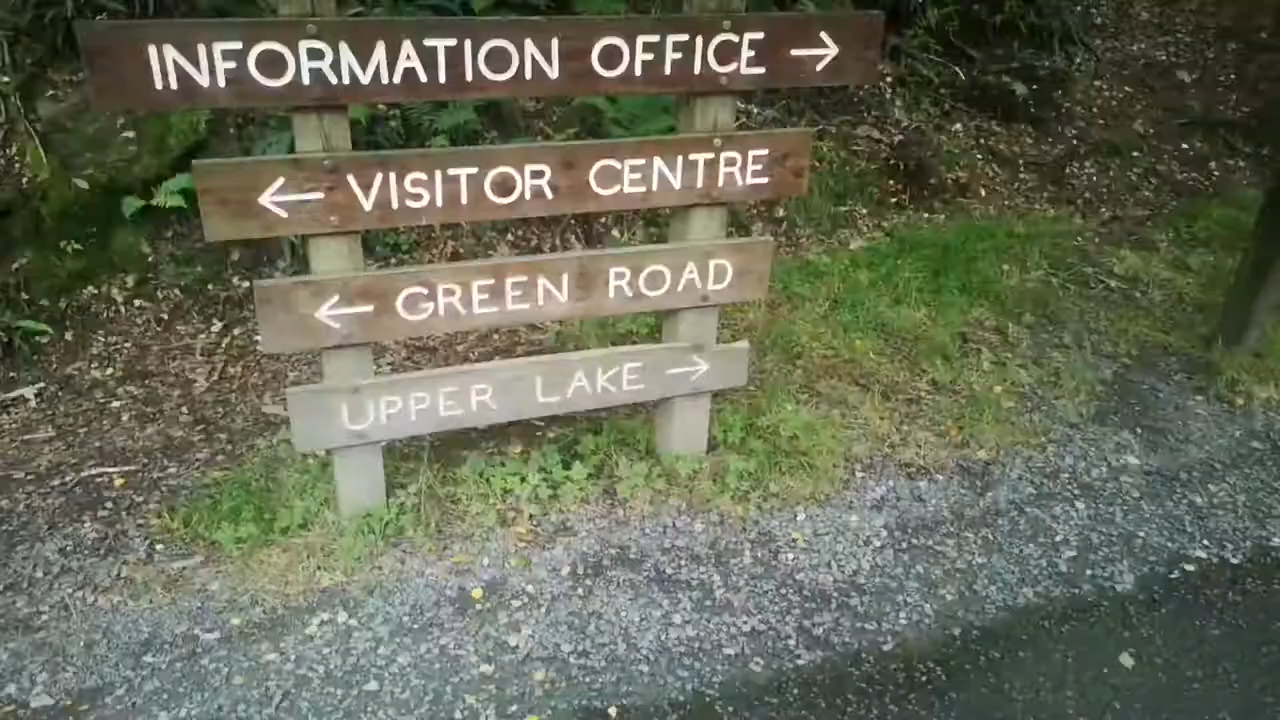 INFORMATION OFFICE →
← VISITOR CENTRE
← GREEN ROAD
UPPER LAKE →